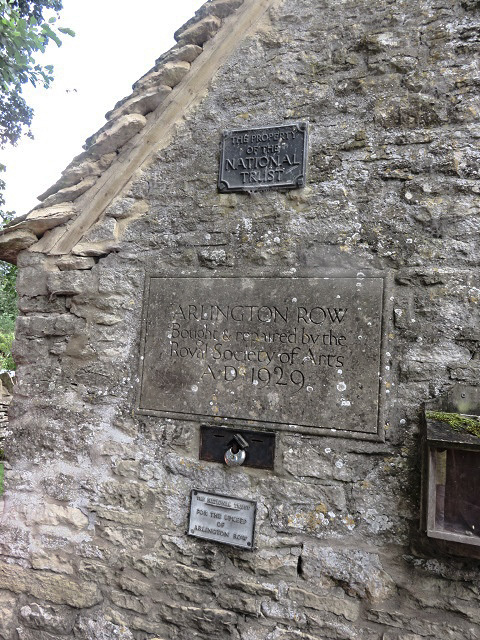 THE PROPERTY
OF THE
NATIONAL
TRUST
ARLINGTON ROW
Bought & repaired by the
Royal Society of Arts
A·D·1929
THE NATIONAL TRUST
FOR THE UPKEEP
OF
ARLINGTON ROW